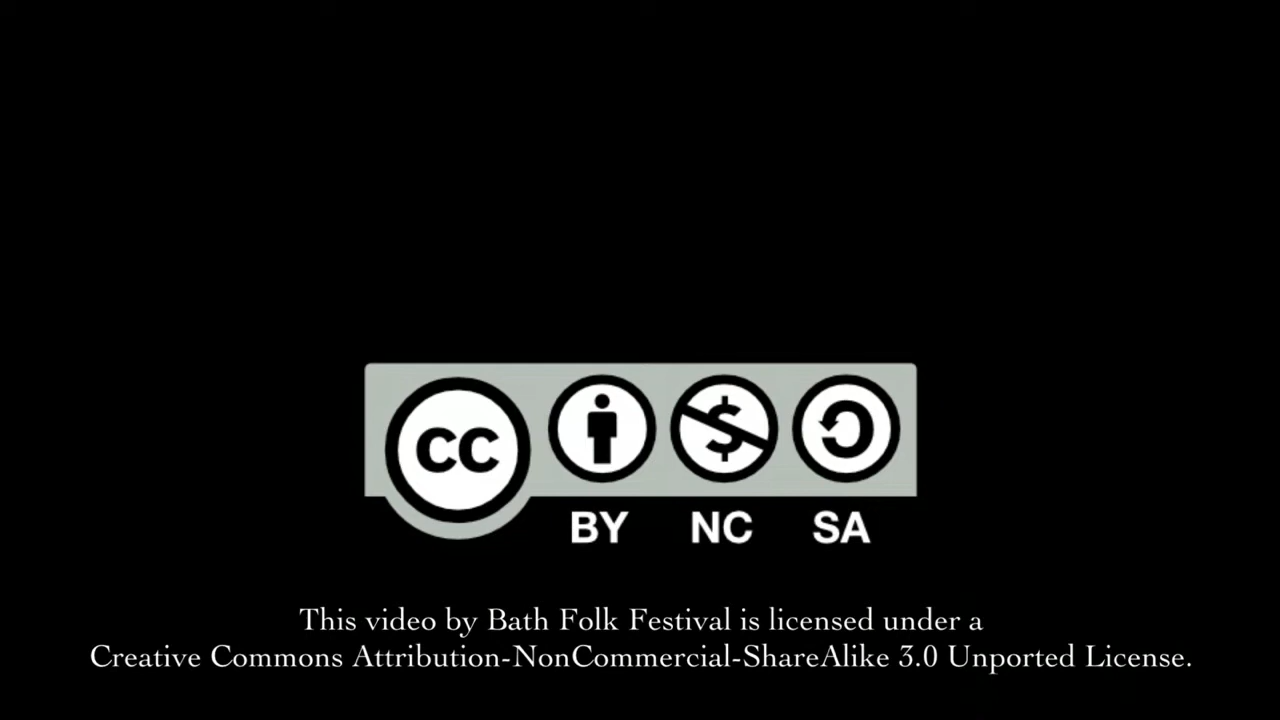 CC
BY NC SA
This video by Bath Folk Festival is licensed under a
Creative Commons Attribution-NonCommercial-ShareAlike 3.0 Unported License.